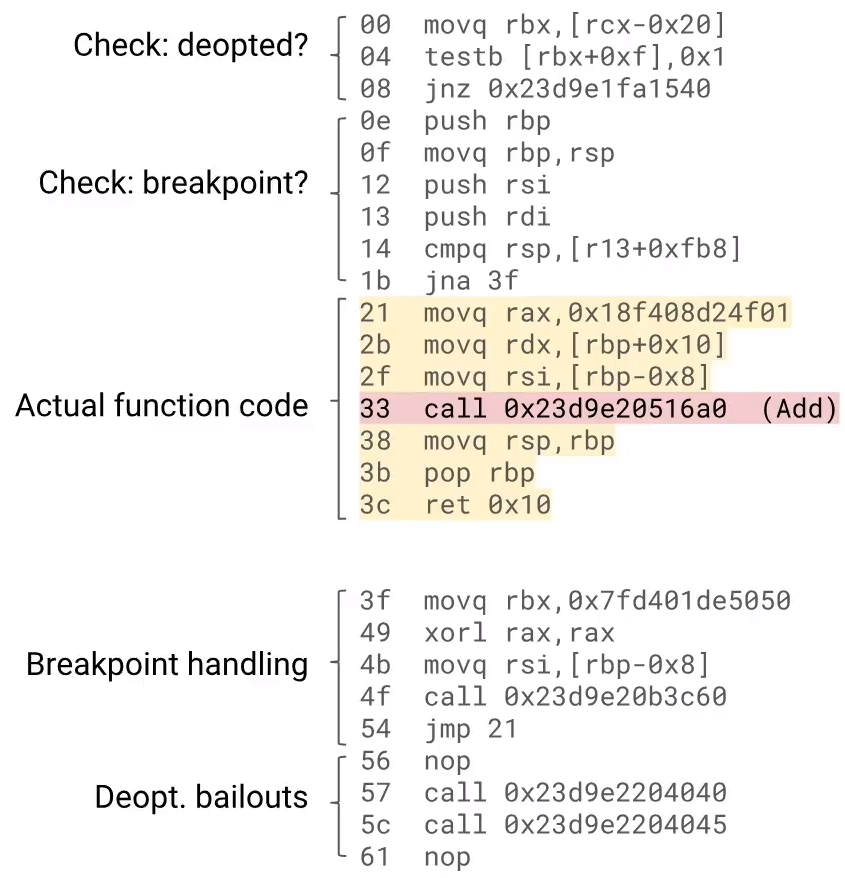 Check: deopted?
00 movq rbx,[rcx-0x20]
04 testb [rbx+0xf],0x1
08 jnz 0x23d9e1fa1540
Check: breakpoint?
0e push rbp
0f movq rbp,rsp
12 push rsi
13 push rdi
14 cmpq rsp,[r13+0xfb8]
1b jna 3f
Actual function code
21 movq rax,0x18f408d24f01
2b movq rdx,[rbp+0x10]
2f movq rsi,[rbp-0x8]
33 call 0x23d9e20516a0 (Add)
38 movq rsp,rbp
3b pop rbp
3c ret 0x10
Breakpoint handling
3f movq rbx,0x7fd401de5050
49 xorl rax,rax
4b movq rsi,[rbp-0x8]
4f call 0x23d9e20b3c60
54 jmp 21
Deopt. bailouts
56 nop
57 call 0x23d9e2204040
5c call 0x23d9e2204045
61 nop